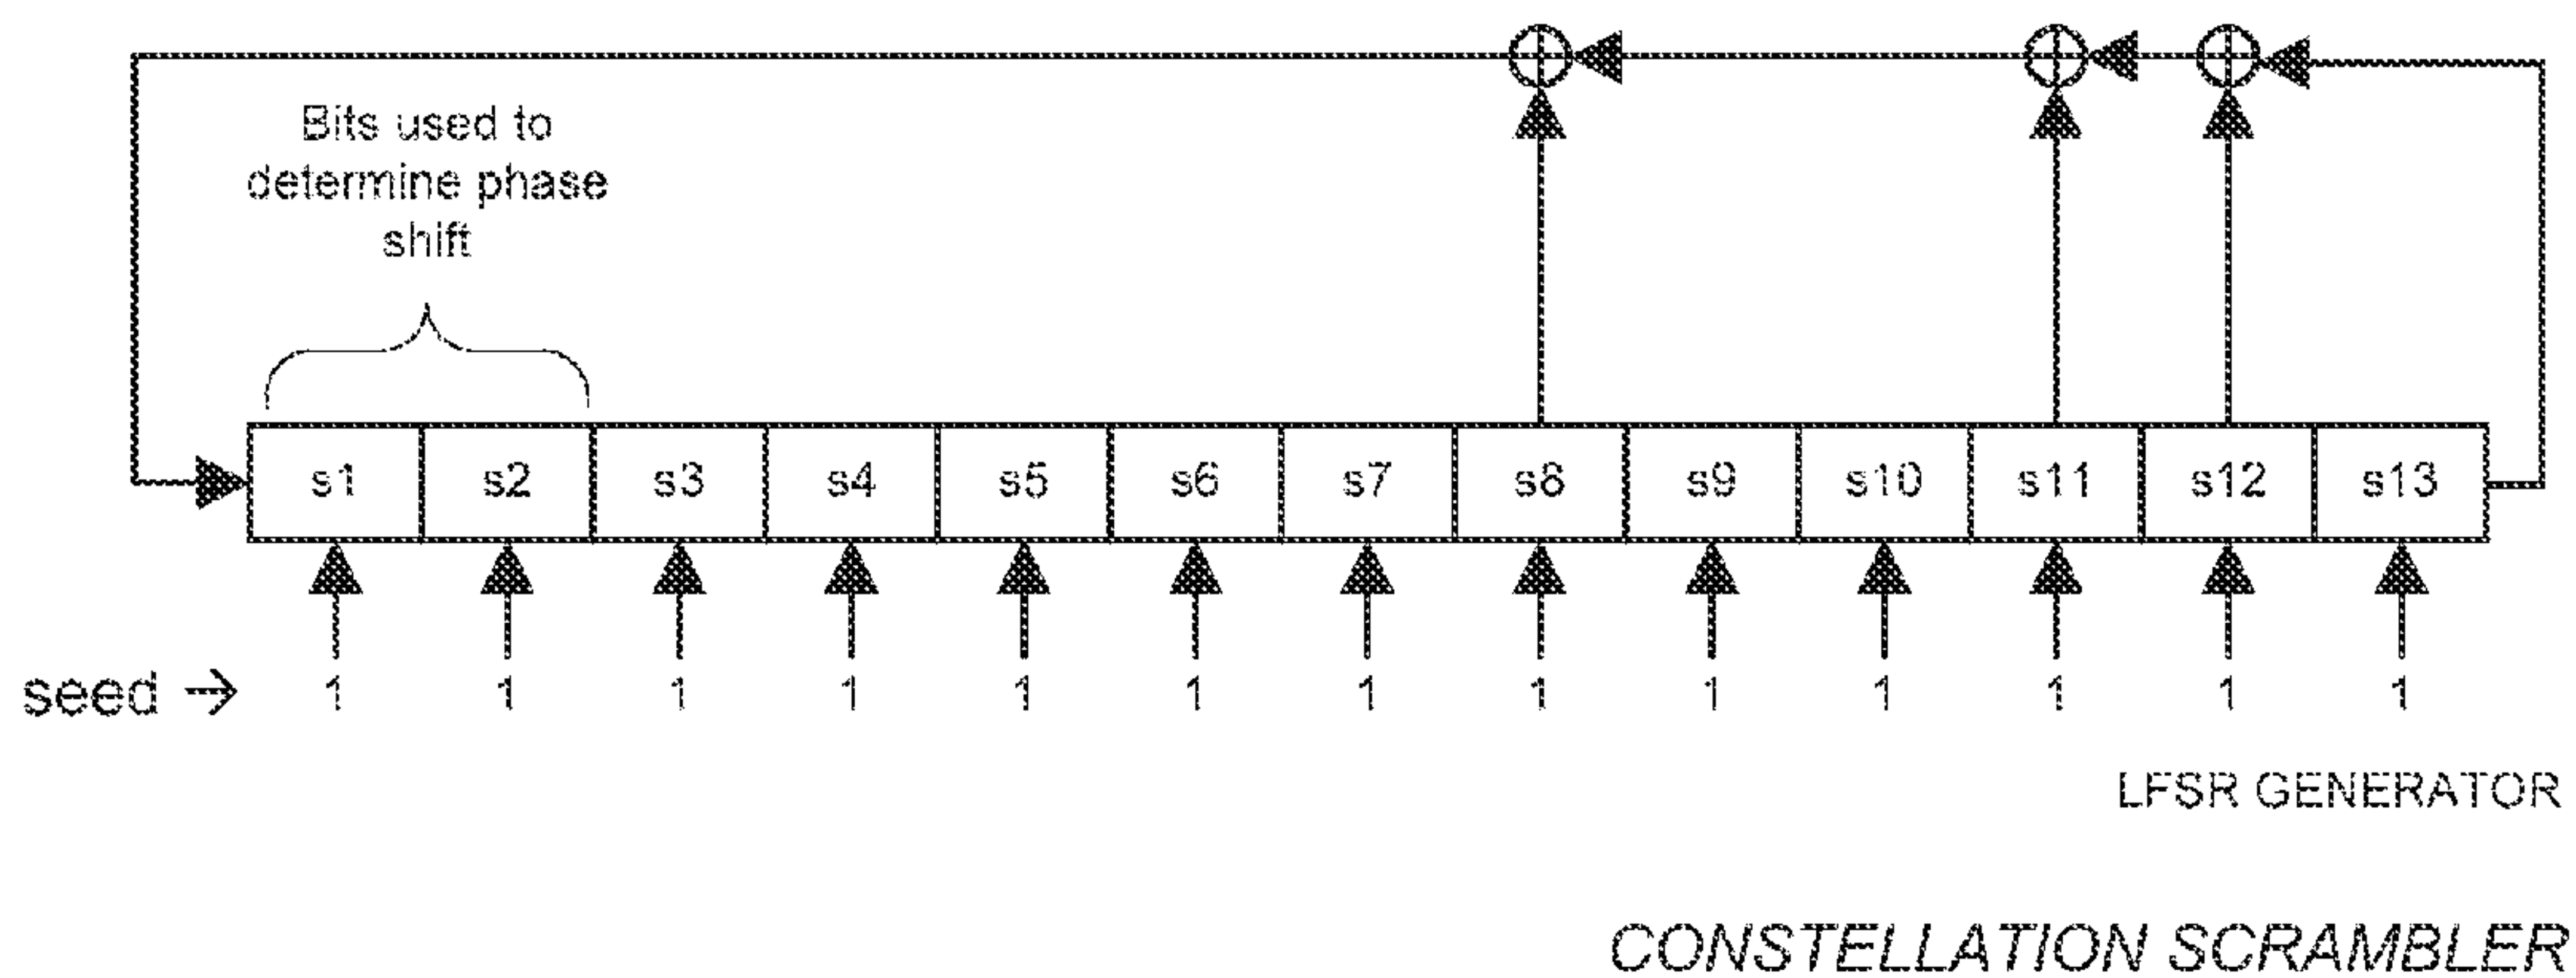 Bits used to
determine phase
shift
s1 s2 s3 s4 s5 s6 s7 s8 s9 s10 s11 s12 s13
seed → 1 1 1 1 1 1 1 1 1 1 1 1 1
LFSR GENERATOR
CONSTELLATION SCRAMBLER